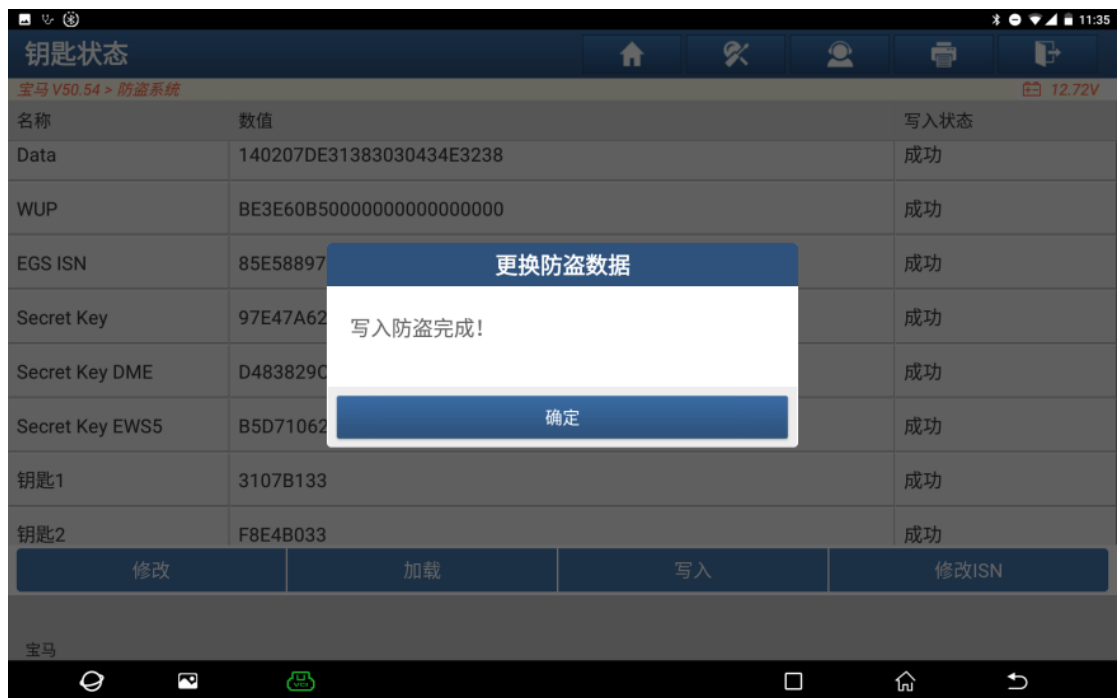 11:35
钥匙状态
宝马 V50.54 > 防盗系统 12.72V
名称 数值 写入状态
Data 140207DE31383030434E3238 成功
WUP BE3E60B50000000000000000 成功
EGS ISN 85E58897 成功
更换防盗数据
Secret Key 97E47A62 成功
写入防盗完成!
Secret Key DME D483829C 成功
确定
Secret Key EWS5 B5D71062 成功
钥匙1 3107B133 成功
钥匙2 F8E4B033 成功
修改 加载 写入 修改ISN
宝马
VCI